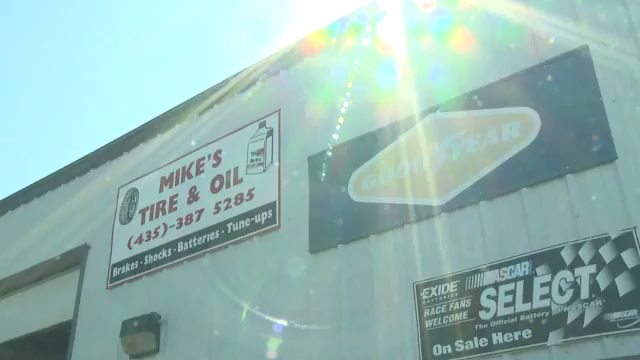 MIKE'S
TIRE & OIL
(435)-387 5285
Brakes - Shocks - Batteries - Tune-ups
GOODYEAR
EXIDE
BATTERIES
RACE FANS
WELCOME
NASCAR
SELECT
The Official Battery of NASCAR
On Sale Here